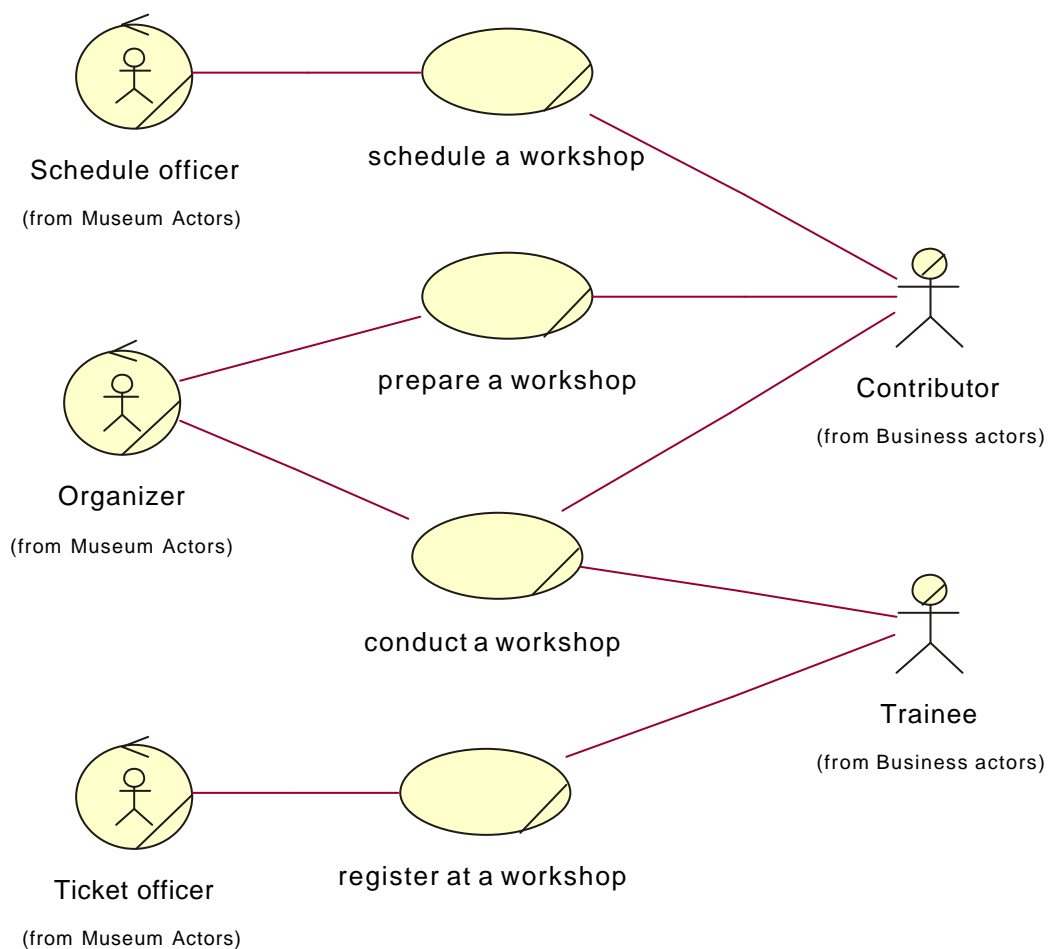 schedule a workshop
Schedule officer
(from Museum Actors)
prepare a workshop
Contributor
(from Business actors)
Organizer
(from Museum Actors)
conduct a workshop
Trainee
(from Business actors)
register at a workshop
Ticket officer
(from Museum Actors)